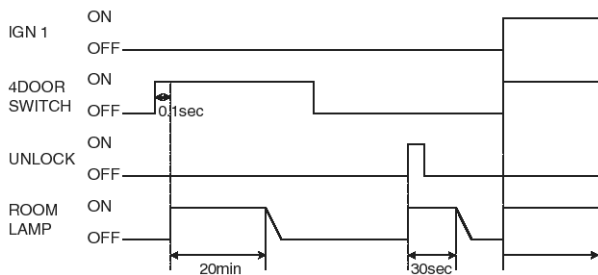 IGN 1
ON
OFF
4DOOR
SWITCH
ON
OFF
0.1sec
UNLOCK
ON
OFF
ROOM
LAMP
ON
OFF
20min
30sec